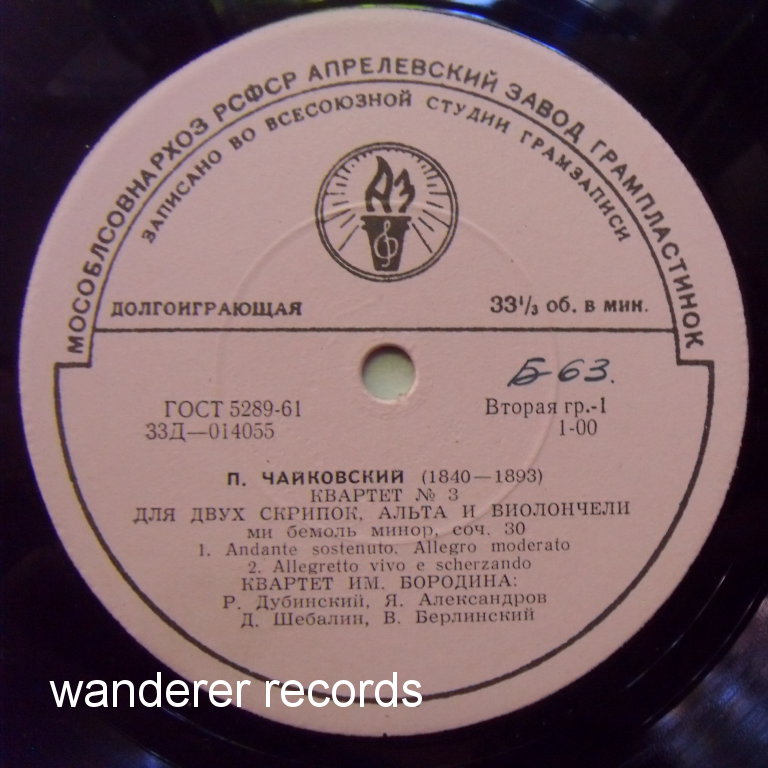 МОСОБЛСОВНАРХОЗ РСФСР АПРЕЛЕВСКИЙ ЗАВОД ГРАМПЛАСТИНОК
ЗАПИСАНО ВО ВСЕСОЮЗНОЙ СТУДИИ ГРАМЗАПИСИ
АЗ
ДОЛГОИГРАЮЩАЯ 33⅓ об. в мин.
Б-63.
ГОСТ 5289-61 Вторая гр.-1
33Д—014055 1-00
П. ЧАЙКОВСКИЙ (1840—1893)
КВАРТЕТ № 3
ДЛЯ ДВУХ СКРИПОК, АЛЬТА И ВИОЛОНЧЕЛИ
ми бемоль минор, соч. 30
1. Andante sostenuto. Allegro moderato
2. Allegretto vivo e scherzando
КВАРТЕТ ИМ. БОРОДИНА:
Р. Дубинский, Я. Александров
Д. Шебалин, В. Берлинский
wanderer records